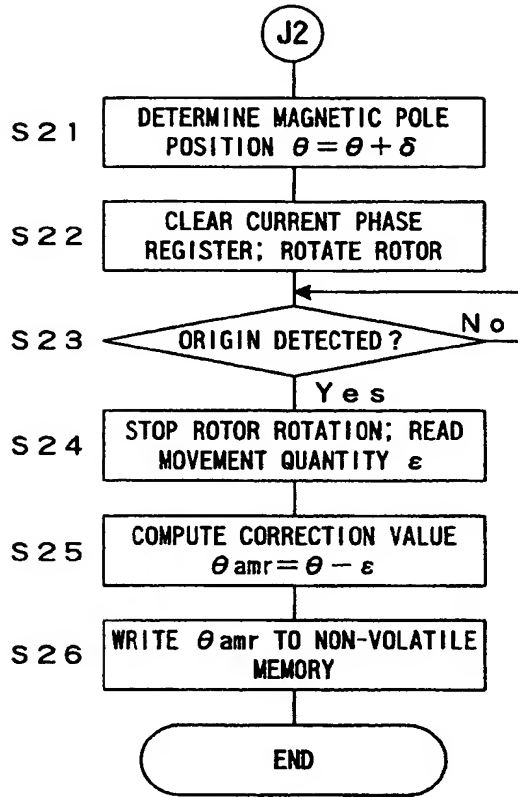 J2
S21
DETERMINE MAGNETIC POLE
POSITION θ = θ + δ
S22
CLEAR CURRENT PHASE
REGISTER; ROTATE ROTOR
S23
ORIGIN DETECTED?
No
Yes
S24
STOP ROTOR ROTATION; READ
MOVEMENT QUANTITY ε
S25
COMPUTE CORRECTION VALUE
θamr = θ − ε
S26
WRITE θamr TO NON-VOLATILE
MEMORY
END